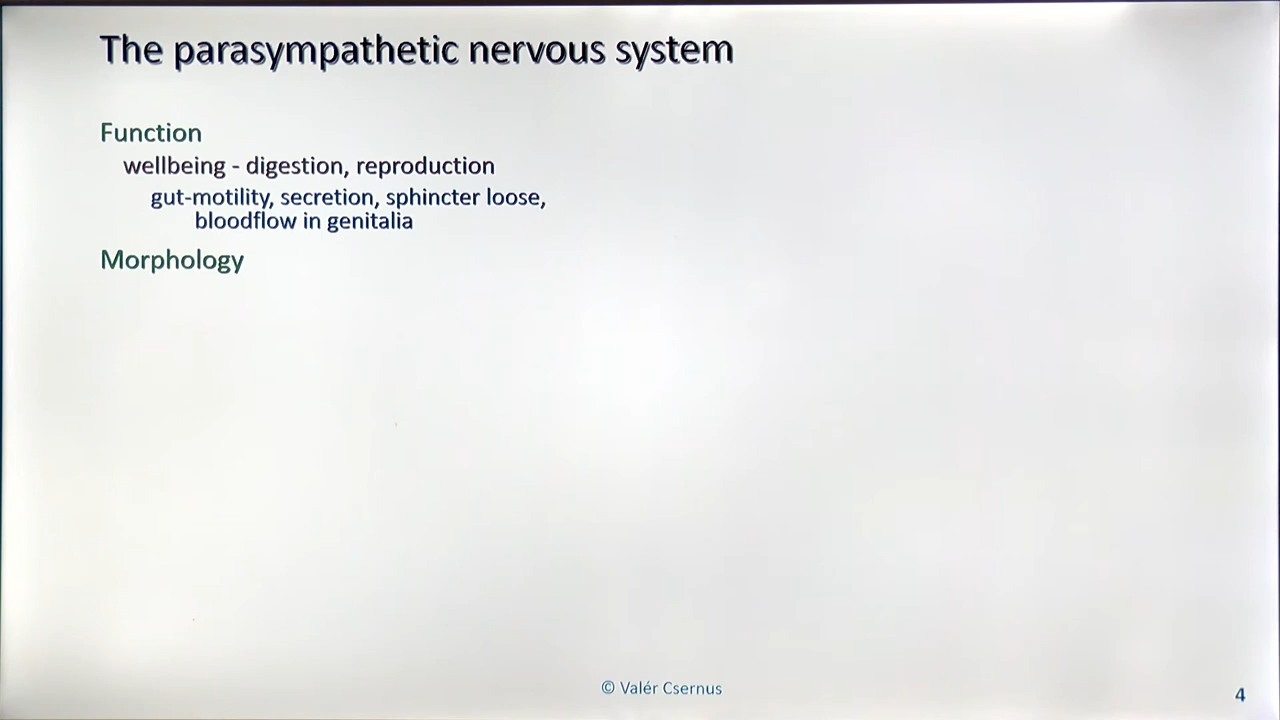 The parasympathetic nervous system
Function
wellbeing - digestion, reproduction
gut-motility, secretion, sphincter loose,
bloodflow in genitalia
Morphology
© Valér Csernus
4